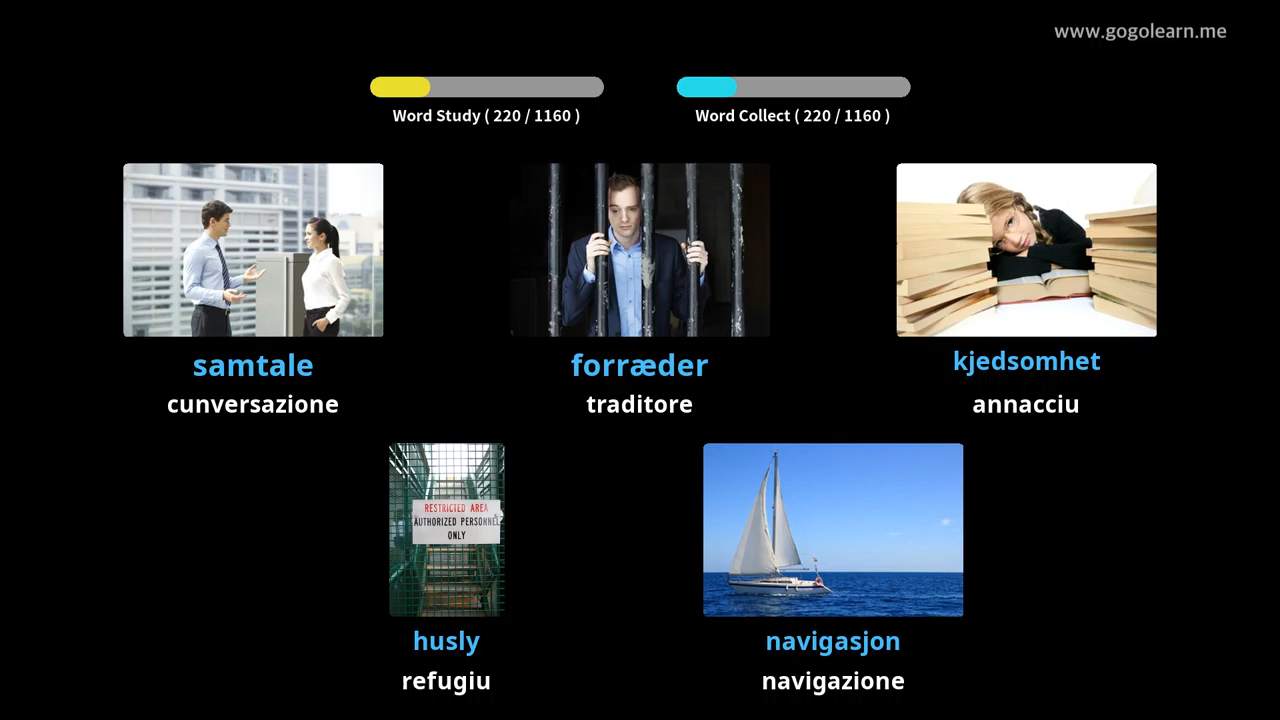 www.gogolearn.me
Word Study ( 220 / 1160 )
Word Collect ( 220 / 1160 )
samtale
cunversazione
forræder
traditore
kjedsomhet
annacciu
RESTRICTED AREA
AUTHORIZED PERSONNEL
ONLY
husly
refugiu
navigasjon
navigazione